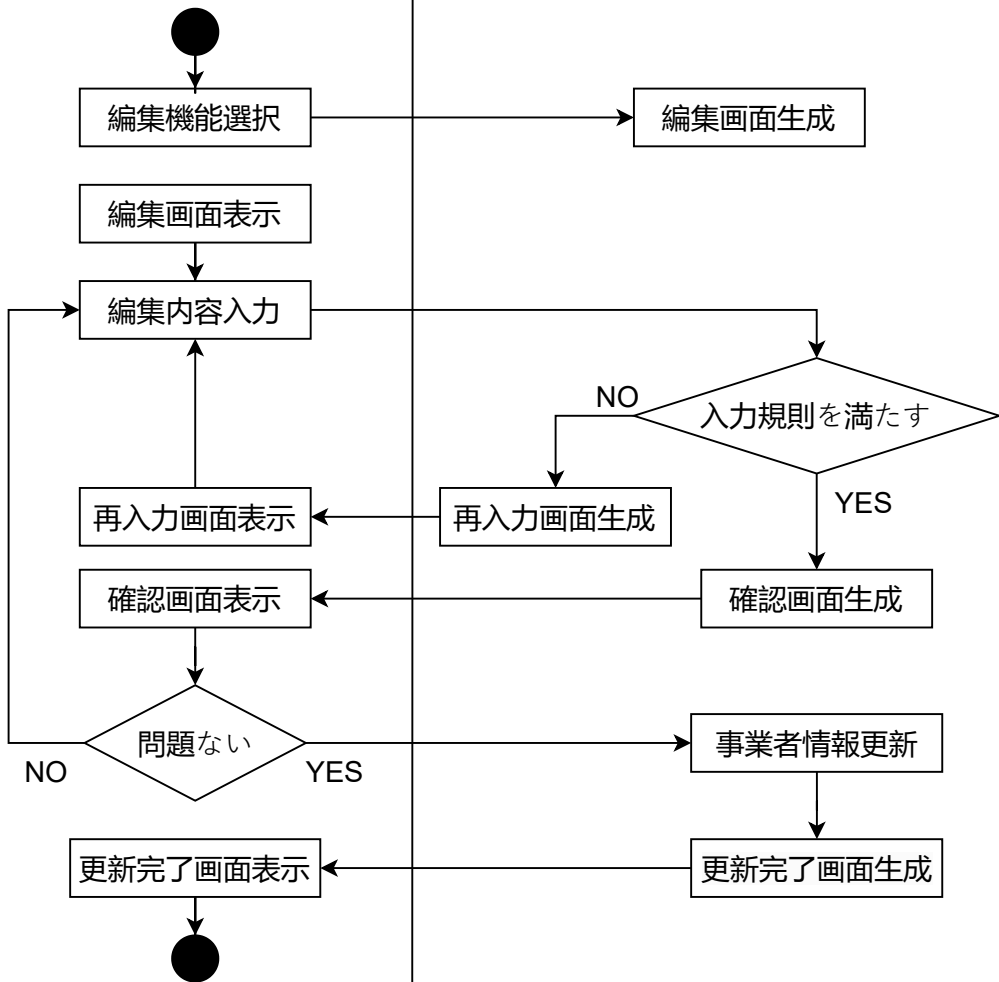 編集機能選択
編集画面生成
編集画面表示
編集内容入力
NO
入力規則を満たす
YES
再入力画面表示
再入力画面生成
確認画面表示
確認画面生成
問題ない
NO
YES
事業者情報更新
更新完了画面表示
更新完了画面生成